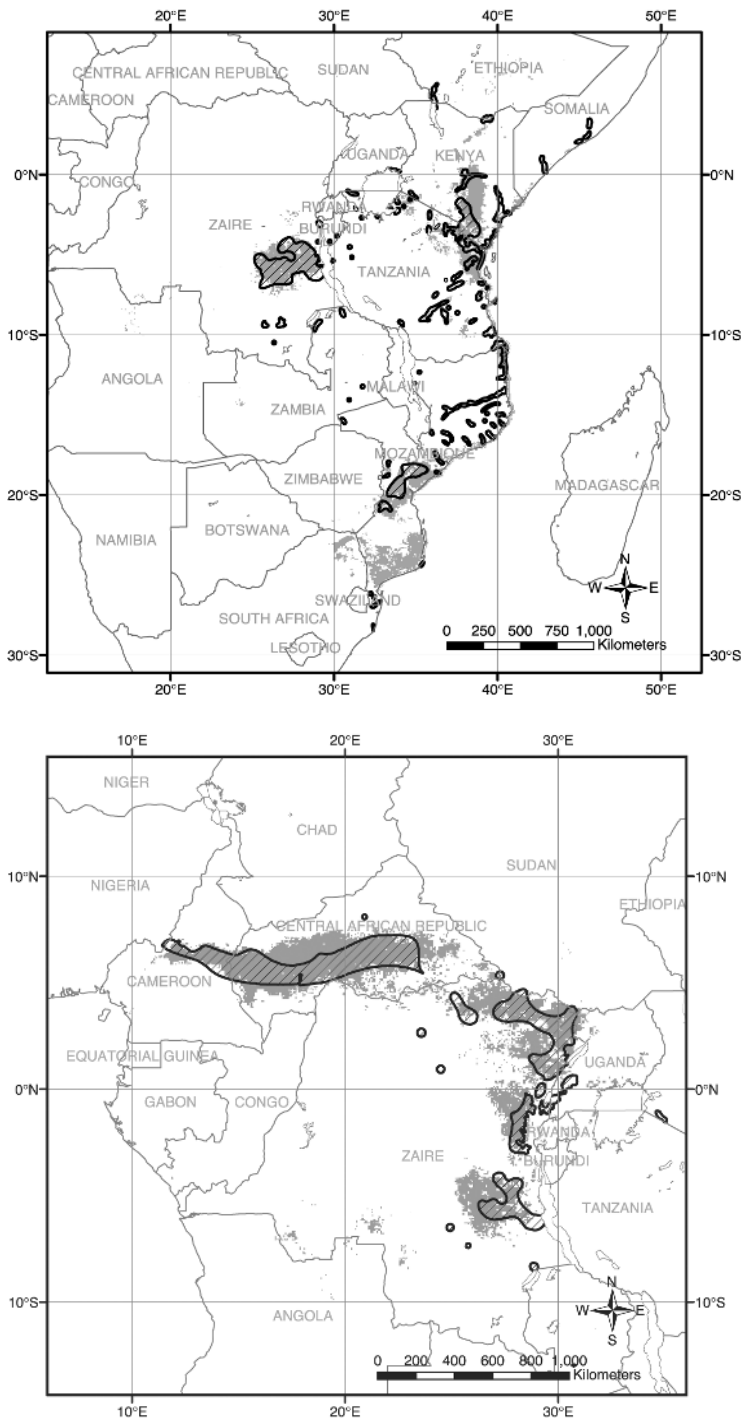 20°E 30°E 40°E 50°E
CENTRAL AFRICAN REPUBLIC SUDAN ETHIOPIA
CAMEROON SOMALIA
UGANDA KENYA
0°N CONGO 0°N
RWANDA
ZAIRE BURUNDI
TANZANIA
10°S 10°S
ANGOLA MALAWI
ZAMBIA
MOZAMBIQUE
ZIMBABWE MADAGASCAR
20°S 20°S
NAMIBIA BOTSWANA
N
W E
S
SWAZILAND
SOUTH AFRICA
0 250 500 750 1,000
Kilometers
LESOTHO
30°S 30°S
20°E 30°E 40°E 50°E
10°E 20°E 30°E
NIGER
CHAD
SUDAN
10°N NIGERIA 10°N
ETHIOPIA
CENTRAL AFRICAN REPUBLIC
CAMEROON
EQUATORIAL GUINEA UGANDA
0°N 0°N
GABON CONGO
RWANDA
ZAIRE BURUNDI
TANZANIA
N
10°S W E 10°S
ANGOLA S
0 200 400 600 800 1,000
Kilometers
10°E 20°E 30°E